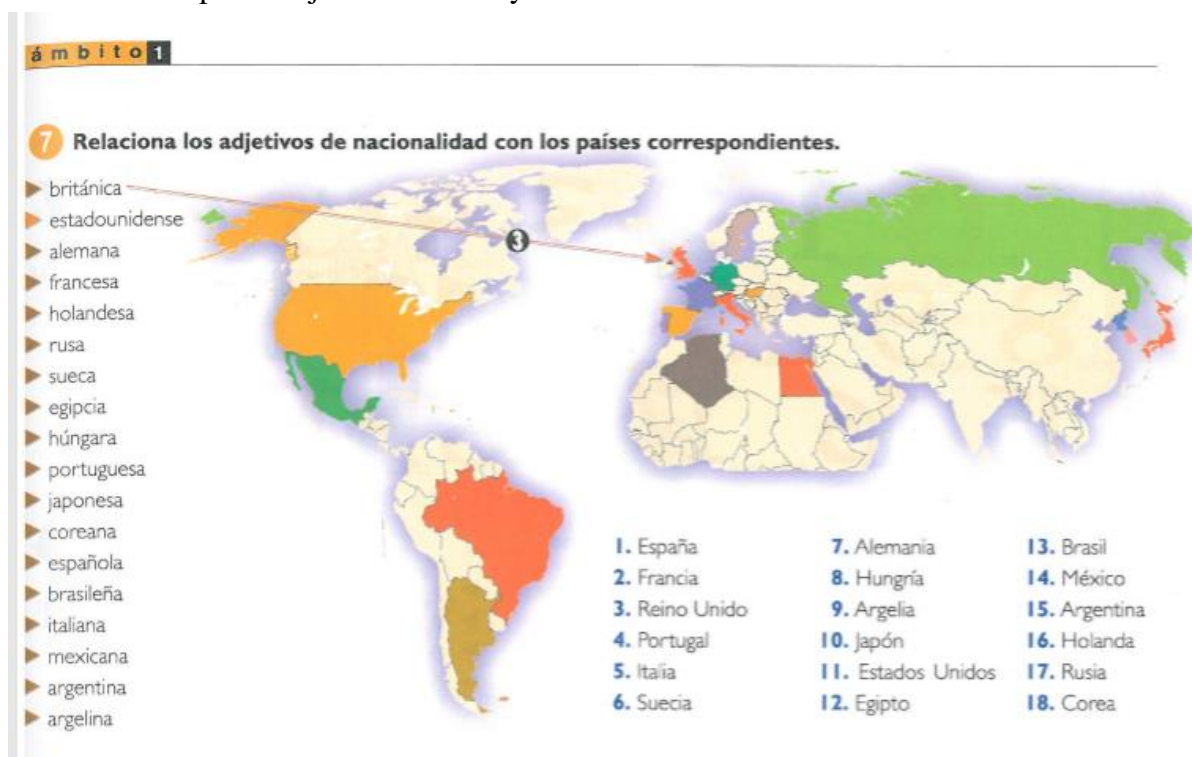 ámbito 1
7 Relaciona los adjetivos de nacionalidad con los países correspondientes.
británica
estadounidense
alemana
francesa
holandesa
rusa
sueca
egipcia
húngara
portuguesa
japonesa
coreana
española
brasileña
italiana
mexicana
argentina
argelina
3
1. España
2. Francia
3. Reino Unido
4. Portugal
5. Italia
6. Suecia
7. Alemania
8. Hungría
9. Argelia
10. Japón
11. Estados Unidos
12. Egipto
13. Brasil
14. México
15. Argentina
16. Holanda
17. Rusia
18. Corea